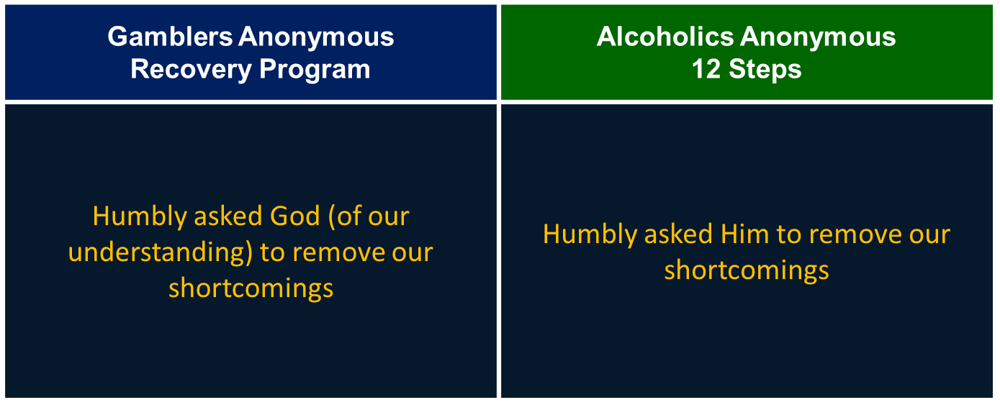 Gamblers Anonymous
Recovery Program
Alcoholics Anonymous
12 Steps
Humbly asked God (of our
understanding) to remove our
shortcomings
Humbly asked Him to remove our
shortcomings